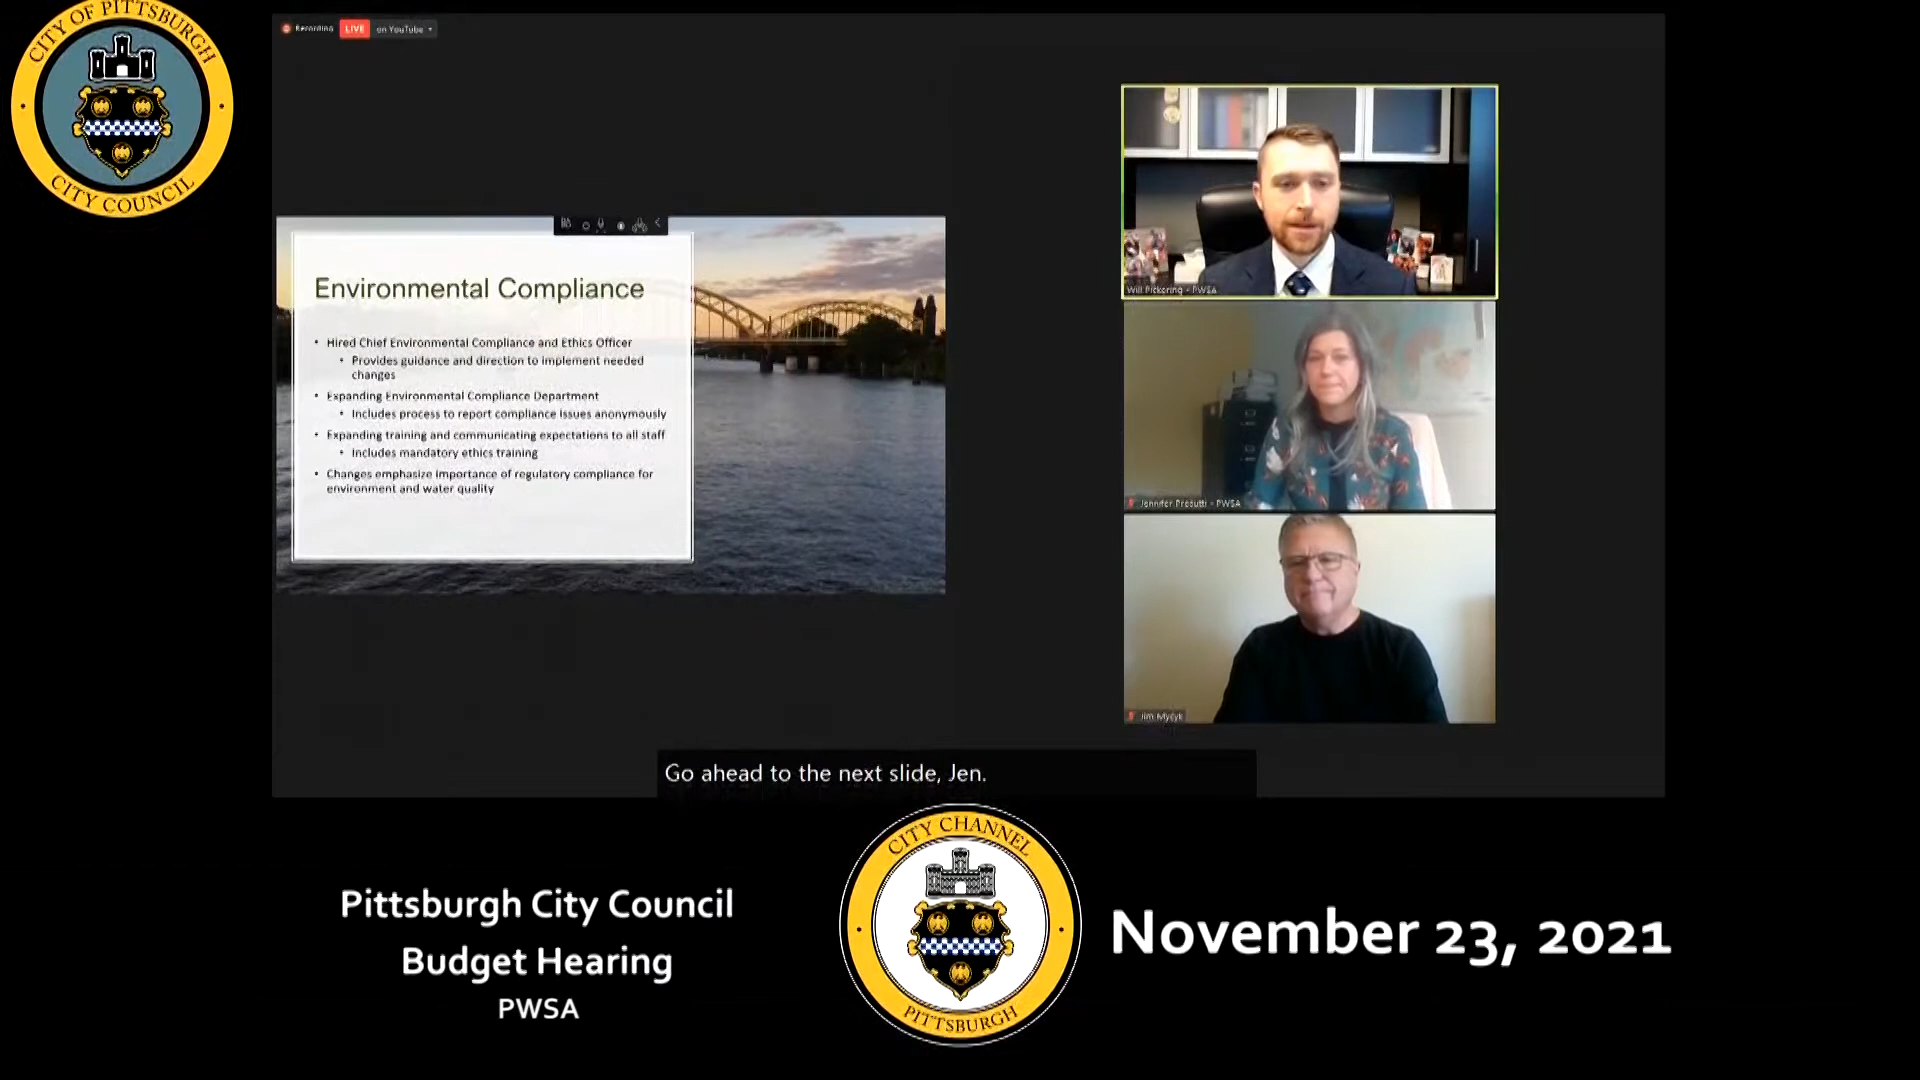 CITY OF PITTSBURGH
CITY COUNCIL
Recording
LIVE
on YouTube
Environmental Compliance
• Hired Chief Environmental Compliance and Ethics Officer
• Provides guidance and direction to implement needed
changes
• Expanding Environmental Compliance Department
• Includes process to report compliance issues anonymously
• Expanding training and communicating expectations to all staff
• Includes mandatory ethics training
• Changes emphasize importance of regulatory compliance for
environment and water quality
Will Pickering - PWSA
Jennifer Presutti - PWSA
Jim Mycyk
Go ahead to the next slide, Jen.
Pittsburgh City Council
Budget Hearing
PWSA
CITY CHANNEL
PITTSBURGH
November 23, 2021